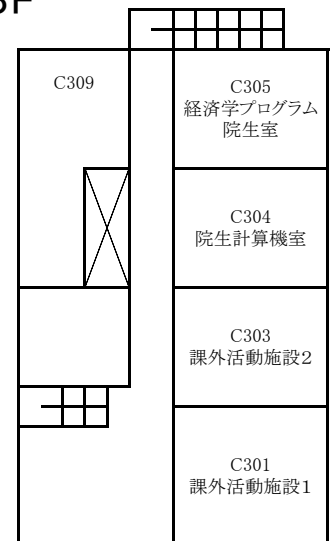 C309
C305
経済学プログラム
院生室
C304
院生計算機室
C303
課外活動施設2
C301
課外活動施設1